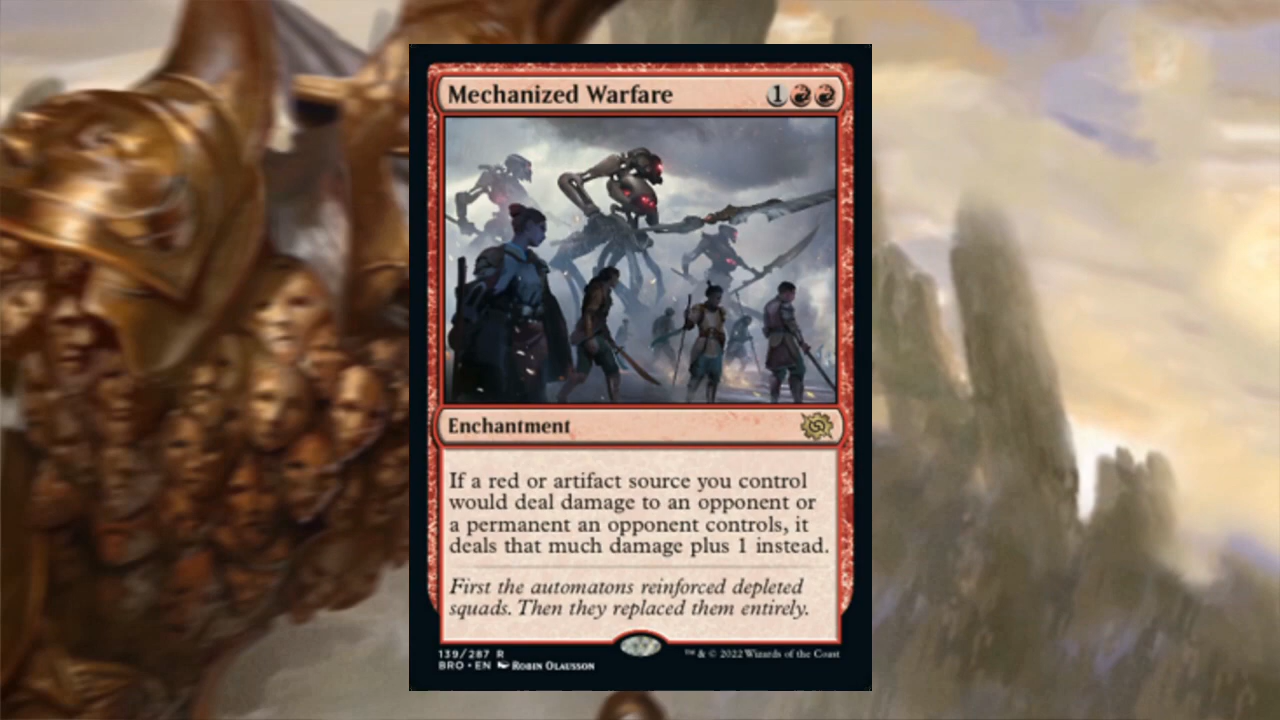 Mechanized Warfare 1
Enchantment
If a red or artifact source you control
would deal damage to an opponent or
a permanent an opponent controls, it
deals that much damage plus 1 instead.
First the automatons reinforced depleted
squads. Then they replaced them entirely.
139/287 R ™ & © 2022 Wizards of the Coast
BRO • EN ROBIN OLAUSSON